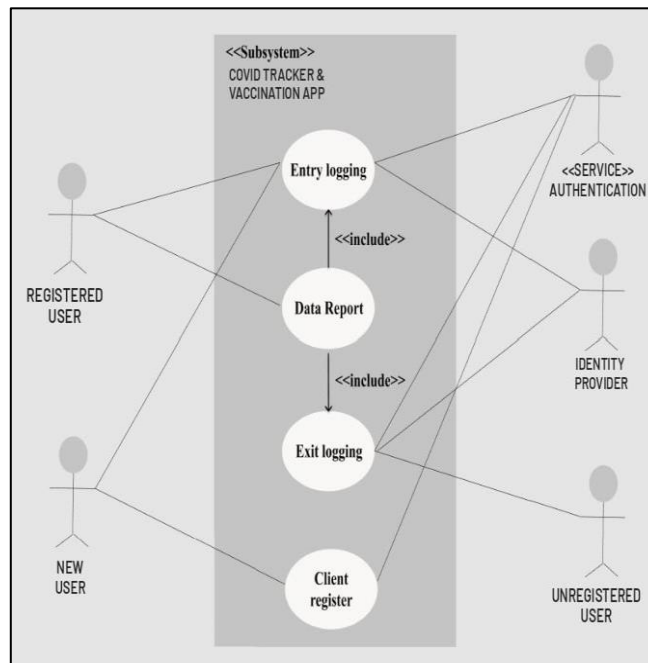 <<Subsystem>>
COVID TRACKER &
VACCINATION APP
Entry logging
<<SERVICE>>
AUTHENTICATION
<<include>>
REGISTERED
USER
Data Report
IDENTITY
PROVIDER
<<include>>
Exit logging
NEW
USER
Client
register
UNREGISTERED
USER